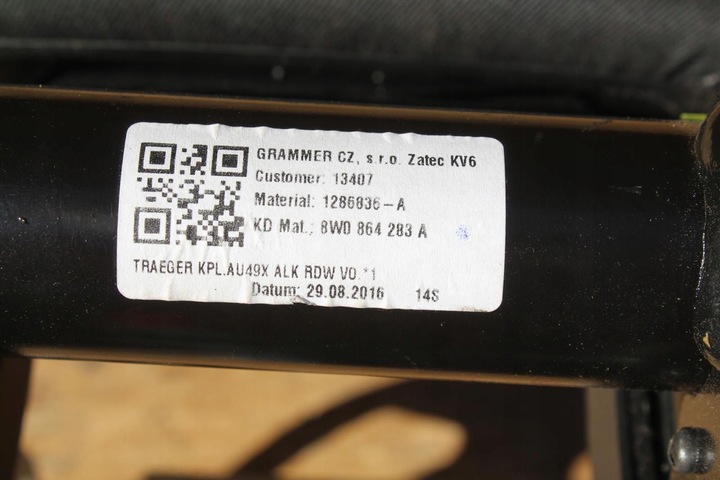 GRAMMER CZ, s.r.o. Zatec KV6
Customer: 13407
Material: 1286836-A
KD Mat.: 8W0 864 283 A
TRAEGER KPL.AU49X ALK RDW VO.*1
Datum: 29.08.2016 14S